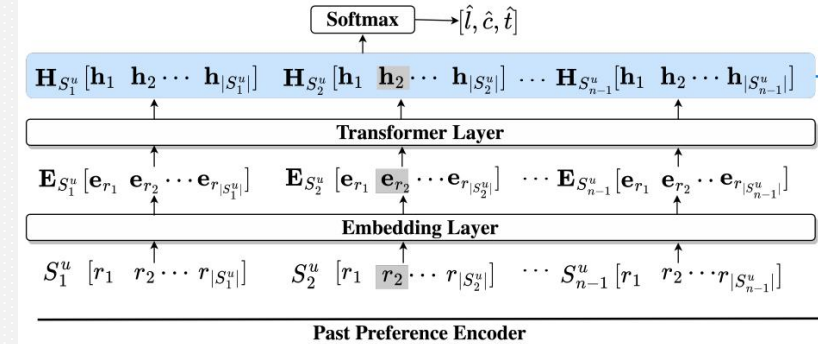 Softmax → [l̂, ĉ, t̂]
H_{S_1^u} [h_1 h_2 ⋯ h_{|S_1^u|}] H_{S_2^u} [h_1 h_2 ⋯ h_{|S_2^u|}] ⋯ H_{S_{n-1}^u} [h_1 h_2 ⋯ h_{|S_{n-1}^u|}]
Transformer Layer
E_{S_1^u} [e_{r_1} e_{r_2} ⋯ e_{r_{|S_1^u|}}] E_{S_2^u} [e_{r_1} e_{r_2} ⋯ e_{r_{|S_2^u|}}] ⋯ E_{S_{n-1}^u} [e_{r_1} e_{r_2} ‥ e_{r_{|S_{n-1}^u|}}]
Embedding Layer
S_1^u [r_1 r_2 ⋯ r_{|S_1^u|}] S_2^u [r_1 r_2 ⋯ r_{|S_2^u|}] ⋯ S_{n-1}^u [r_1 r_2 ⋯ r_{|S_{n-1}^u|}]
Past Preference Encoder